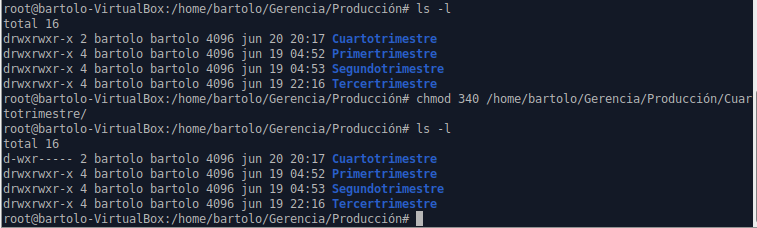 root@bartolo-VirtualBox:/home/bartolo/Gerencia/Producción# ls -l
total 16
drwxrwxr-x 2 bartolo bartolo 4096 jun 20 20:17 Cuartotrimestre
drwxrwxr-x 4 bartolo bartolo 4096 jun 19 04:52 Primertrimestre
drwxrwxr-x 4 bartolo bartolo 4096 jun 19 04:53 Segundotrimestre
drwxrwxr-x 4 bartolo bartolo 4096 jun 19 22:16 Tercertrimestre
root@bartolo-VirtualBox:/home/bartolo/Gerencia/Producción# chmod 340 /home/bartolo/Gerencia/Producción/Cuar
totrimestre/
root@bartolo-VirtualBox:/home/bartolo/Gerencia/Producción# ls -l
total 16
d-wxr----- 2 bartolo bartolo 4096 jun 20 20:17 Cuartotrimestre
drwxrwxr-x 4 bartolo bartolo 4096 jun 19 04:52 Primertrimestre
drwxrwxr-x 4 bartolo bartolo 4096 jun 19 04:53 Segundotrimestre
drwxrwxr-x 4 bartolo bartolo 4096 jun 19 22:16 Tercertrimestre
root@bartolo-VirtualBox:/home/bartolo/Gerencia/Producción#